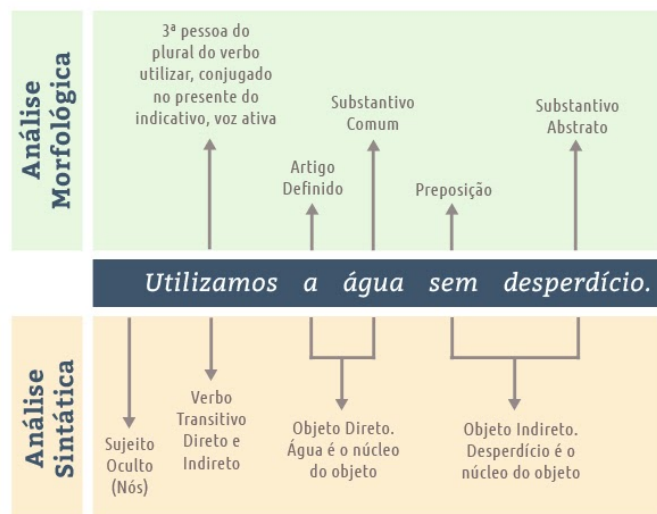 Análise
Morfológica
3ª pessoa do
plural do verbo
utilizar, conjugado
no presente do
indicativo, voz ativa
Artigo
Definido
Substantivo
Comum
Preposição
Substantivo
Abstrato
Utilizamos a água sem desperdício.
Análise
Sintática
Sujeito
Oculto
(Nós)
Verbo
Transitivo
Direto e
Indireto
Objeto Direto.
Água é o núcleo
do objeto
Objeto Indireto.
Desperdício é o
núcleo do objeto